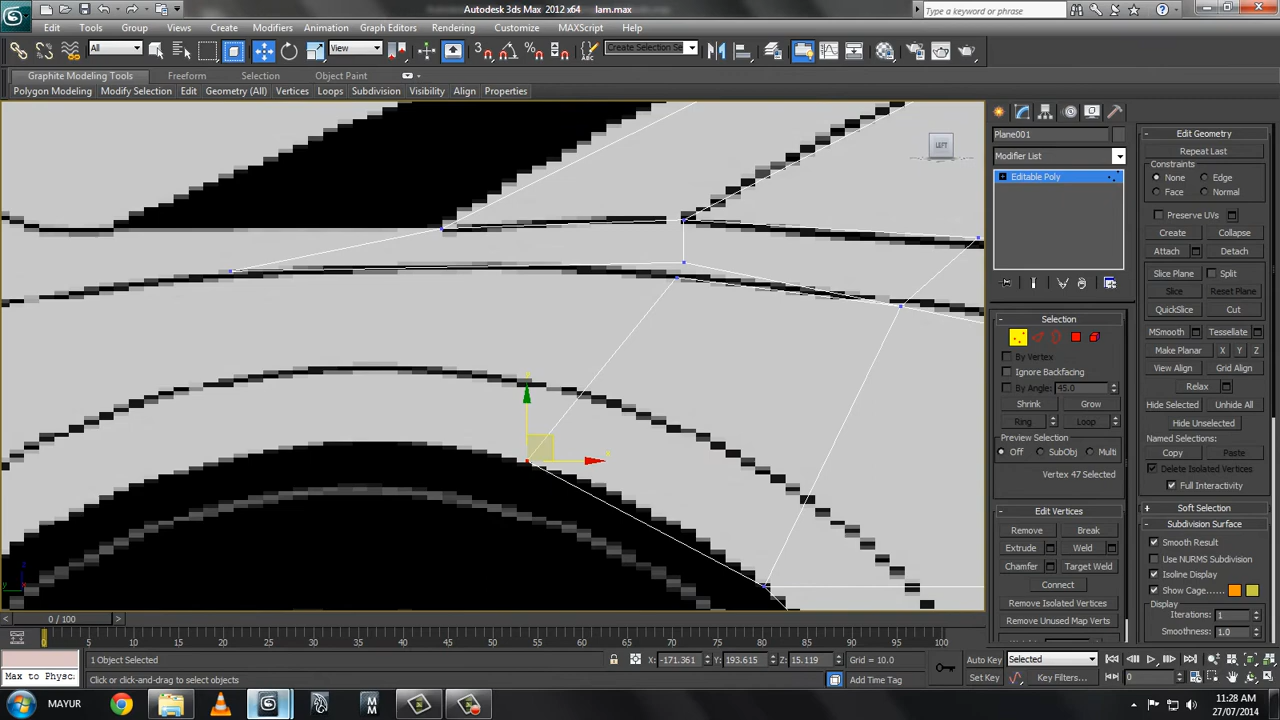 Autodesk 3ds Max 2012 x64 lam.max
Type a keyword or phrase
Edit Tools Group Views Create Modifiers Animation Graph Editors Rendering Customize MAXScript Help
All View Create Selection Se
Graphite Modeling Tools Freeform Selection Object Paint
Polygon Modeling Modify Selection Edit Geometry (All) Vertices Loops Subdivision Visibility Align Properties
LEFT
Plane001
Modifier List
Editable Poly
Selection
By Vertex
Ignore Backfacing
By Angle: 45.0
Shrink Grow
Ring Loop
Preview Selection
Off SubObj Multi
Vertex 47 Selected
Edit Vertices
Remove Break
Extrude Weld
Chamfer Target Weld
Connect
Remove Isolated Vertices
Remove Unused Map Verts
Edit Geometry
Repeat Last
Constraints
None Edge
Face Normal
Preserve UVs
Create Collapse
Attach Detach
Slice Plane Split
Slice Reset Plane
QuickSlice Cut
MSmooth Tessellate
Make Planar X Y Z
View Align Grid Align
Relax
Hide Selected Unhide All
Hide Unselected
Named Selections:
Copy Paste
Delete Isolated Vertices
Full Interactivity
Soft Selection
Subdivision Surface
Smooth Result
Use NURMS Subdivision
Isoline Display
Show Cage......
Display
Iterations: 1
Smoothness: 1.0
0 / 100
0 5 10 15 20 25 30 35 40 45 50 55 60 65 70 75 80 85 90 95 100
1 Object Selected X: -171.361 Y: 193.615 Z: 15.119 Grid = 10.0 Auto Key Selected
Max to Physc Click or click-and-drag to select objects Add Time Tag Set Key Key Filters... 0
MAYUR
11:28 AM
27/07/2014